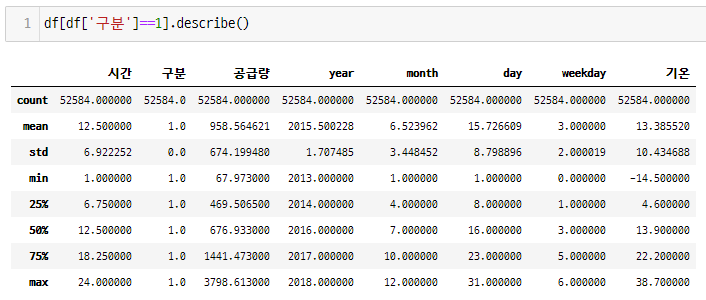 1 df[df['구분']==1].describe()
시간 구분 공급량 year month day weekday 기온
count 52584.000000 52584.0 52584.000000 52584.000000 52584.000000 52584.000000 52584.000000 52584.000000
mean 12.500000 1.0 958.564621 2015.500228 6.523962 15.726609 3.000000 13.385520
std 6.922252 0.0 674.199480 1.707485 3.448452 8.798896 2.000019 10.434688
min 1.000000 1.0 67.973000 2013.000000 1.000000 1.000000 0.000000 -14.500000
25% 6.750000 1.0 469.506500 2014.000000 4.000000 8.000000 1.000000 4.600000
50% 12.500000 1.0 676.933000 2016.000000 7.000000 16.000000 3.000000 13.900000
75% 18.250000 1.0 1441.473000 2017.000000 10.000000 23.000000 5.000000 22.200000
max 24.000000 1.0 3798.613000 2018.000000 12.000000 31.000000 6.000000 38.700000